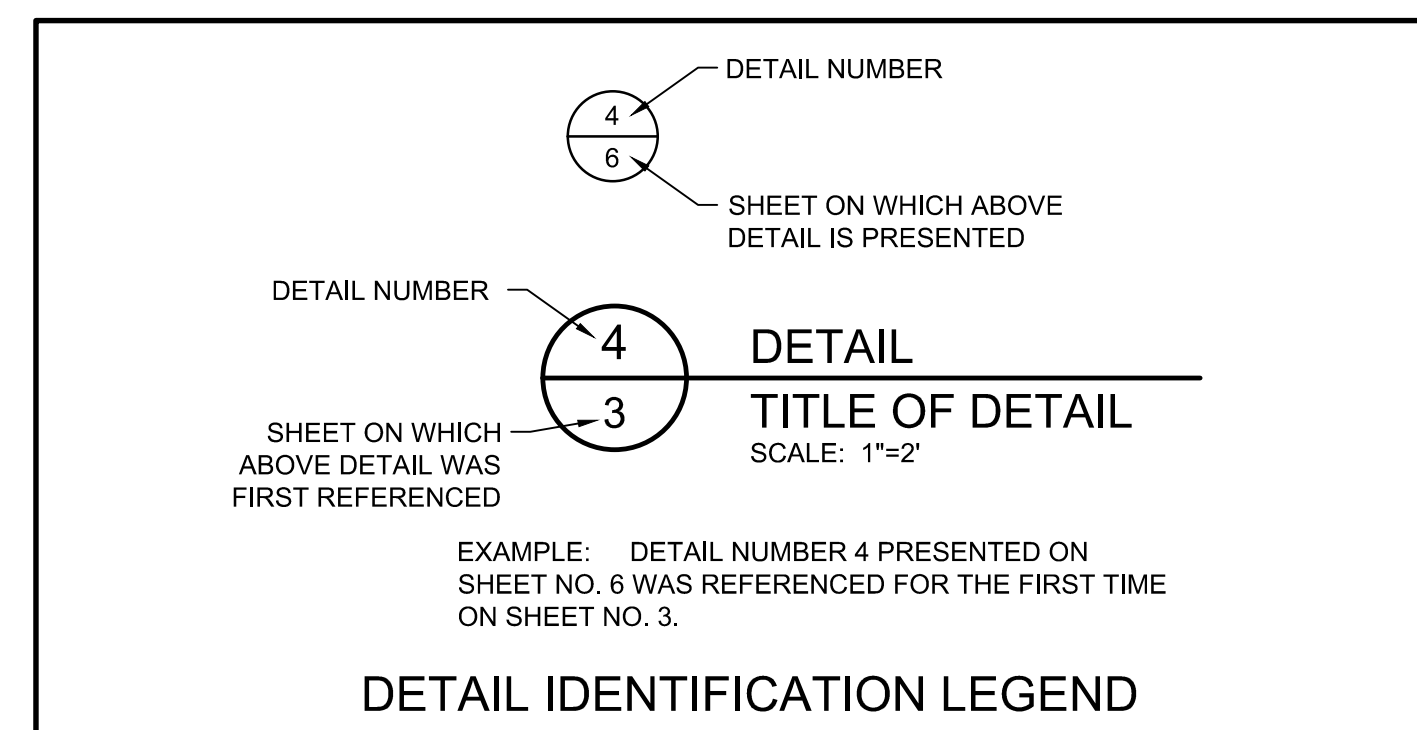 DETAIL NUMBER
4
6
SHEET ON WHICH ABOVE
DETAIL IS PRESENTED
DETAIL NUMBER
4
3
DETAIL
TITLE OF DETAIL
SCALE: 1"=2'
SHEET ON WHICH
ABOVE DETAIL WAS
FIRST REFERENCED
EXAMPLE: DETAIL NUMBER 4 PRESENTED ON
SHEET NO. 6 WAS REFERENCED FOR THE FIRST TIME
ON SHEET NO. 3.
DETAIL IDENTIFICATION LEGEND